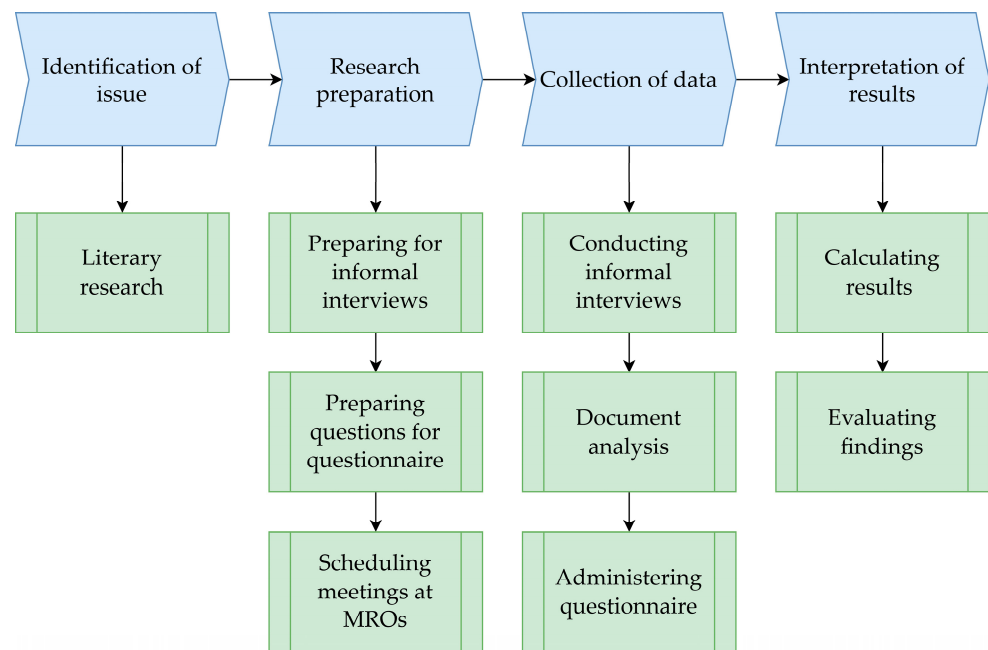 Identification of
issue
Research
preparation
Collection of data
Interpretation of
results
Literary
research
Preparing for
informal
interviews
Conducting
informal
interviews
Calculating
results
Preparing
questions for
questionnaire
Document
analysis
Evaluating
findings
Scheduling
meetings at
MROs
Administering
questionnaire